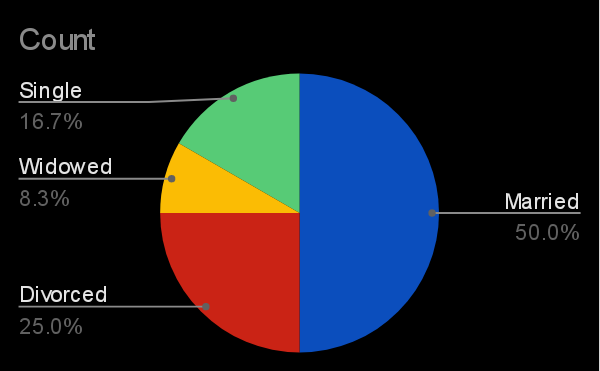 Count
Single
16.7%
Widowed
8.3%
Married
50.0%
Divorced
25.0%